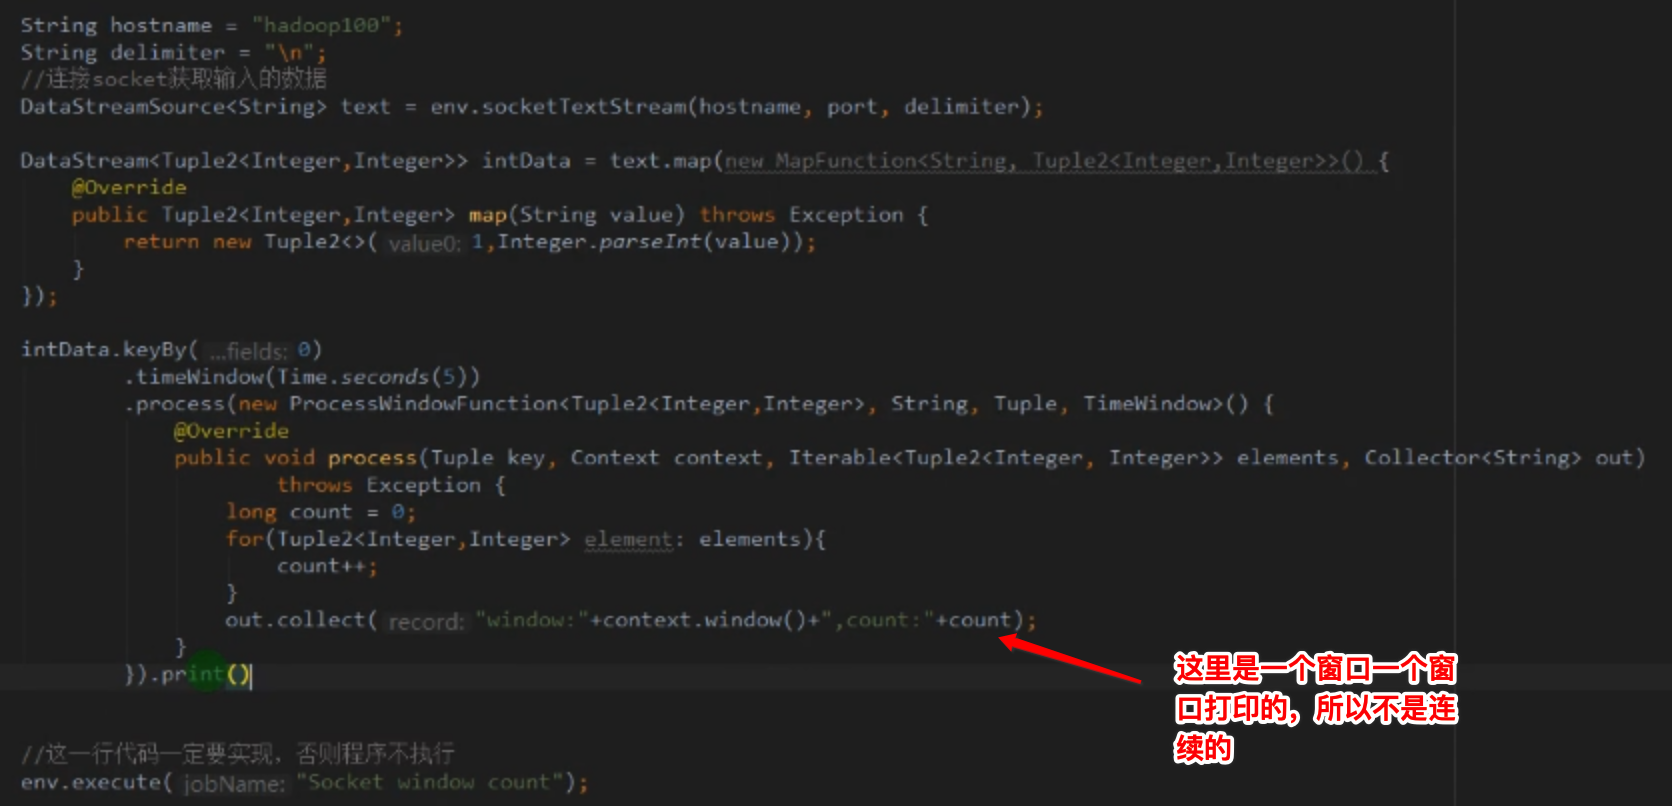 String hostname = "hadoop100";
String delimiter = "\n";
//连接socket获取输入的数据
DataStreamSource<String> text = env.socketTextStream(hostname, port, delimiter);
DataStream<Tuple2<Integer,Integer>> intData = text.map(new MapFunction<String, Tuple2<Integer,Integer>>() {
@Override
public Tuple2<Integer,Integer> map(String value) throws Exception {
return new Tuple2<>( value0: 1,Integer.parseInt(value));
}
});
intData.keyBy( ...fields: 0)
.timeWindow(Time.seconds(5))
.process(new ProcessWindowFunction<Tuple2<Integer,Integer>, String, Tuple, TimeWindow>() {
@Override
public void process(Tuple key, Context context, Iterable<Tuple2<Integer, Integer>> elements, Collector<String> out)
throws Exception {
long count = 0;
for(Tuple2<Integer,Integer> element: elements){
count++;
}
out.collect( record: "window:"+context.window()+",count:"+count);
}
}).print()
这里是一个窗口一个窗
口打印的，所以不是连
续的
//这一行代码一定要实现，否则程序不执行
env.execute( jobName: "Socket window count");